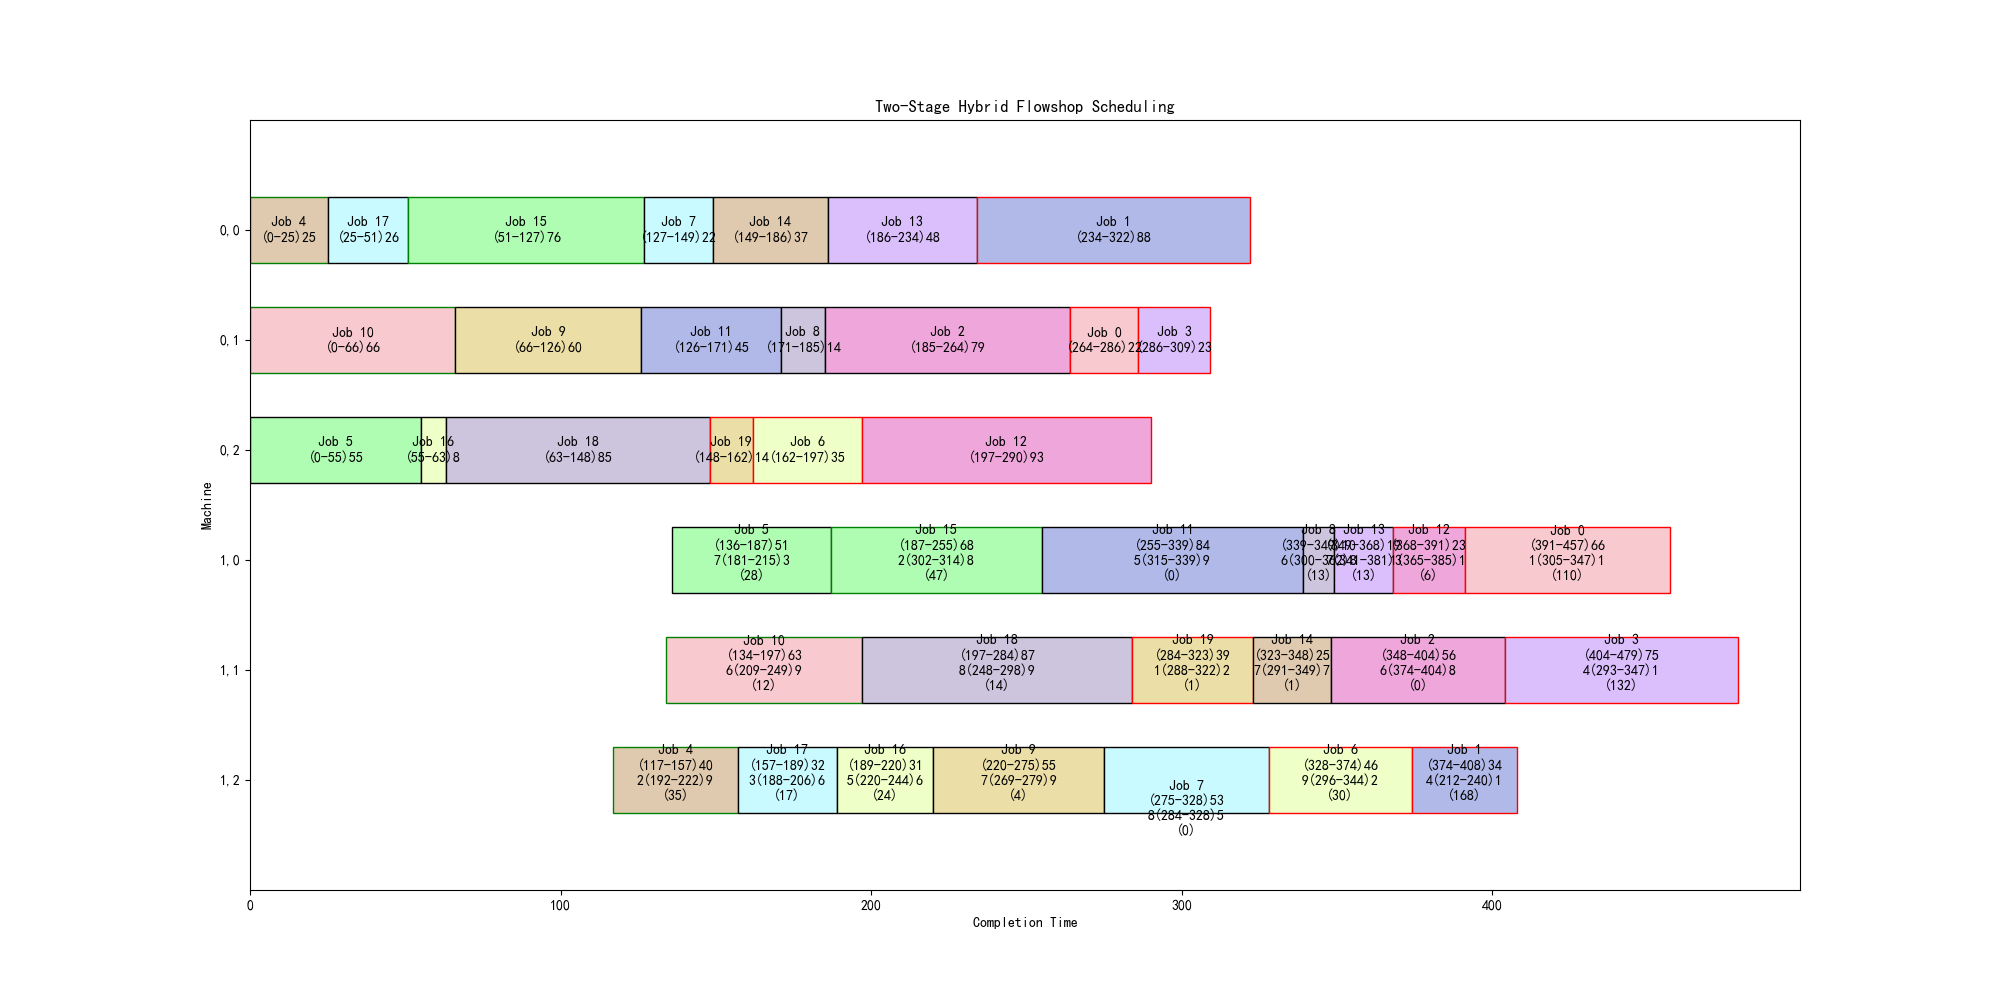 Two-Stage Hybrid Flowshop Scheduling
0,0
Job 4
(0-25)25
Job 17
(25-51)26
Job 15
(51-127)76
Job 7
(127-149)22
Job 14
(149-186)37
Job 13
(186-234)48
Job 1
(234-322)88
0,1
Job 10
(0-66)66
Job 9
(66-126)60
Job 11
(126-171)45
Job 8
(171-185)14
Job 2
(185-264)79
Job 0
(264-286)22
Job 3
(286-309)23
0,2
Job 5
(0-55)55
Job 16
(55-63)8
Job 18
(63-148)85
Job 19
(148-162)14
Job 6
(162-197)35
Job 12
(197-290)93
Machine
1,0
Job 5
(136-187)51
7(181-215)3
(28)
Job 15
(187-255)68
2(302-314)8
(47)
Job 11
(255-339)84
5(315-339)9
(0)
Job 8
(339-349)10
(13)
Job 13
(349-368)19
(13)
Job 12
(368-391)23
(365-385)1
(6)
Job 0
(391-457)66
1(305-347)1
(110)
1,1
Job 10
(134-197)63
6(209-249)9
(12)
Job 18
(197-284)87
8(248-298)9
(14)
Job 19
(284-323)39
1(288-322)2
(1)
Job 14
(323-348)25
7(291-349)7
(1)
Job 2
(348-404)56
6(374-404)8
(0)
Job 3
(404-479)75
4(293-347)1
(132)
1,2
Job 4
(117-157)40
2(192-222)9
(35)
Job 17
(157-189)32
3(188-206)6
(17)
Job 16
(189-220)31
5(220-244)6
(24)
Job 9
(220-275)55
7(269-279)9
(4)
Job 7
(275-328)53
8(284-328)5
(0)
Job 6
(328-374)46
9(296-344)2
(30)
Job 1
(374-408)34
4(212-240)1
(168)
0
100
200
300
400
Completion Time